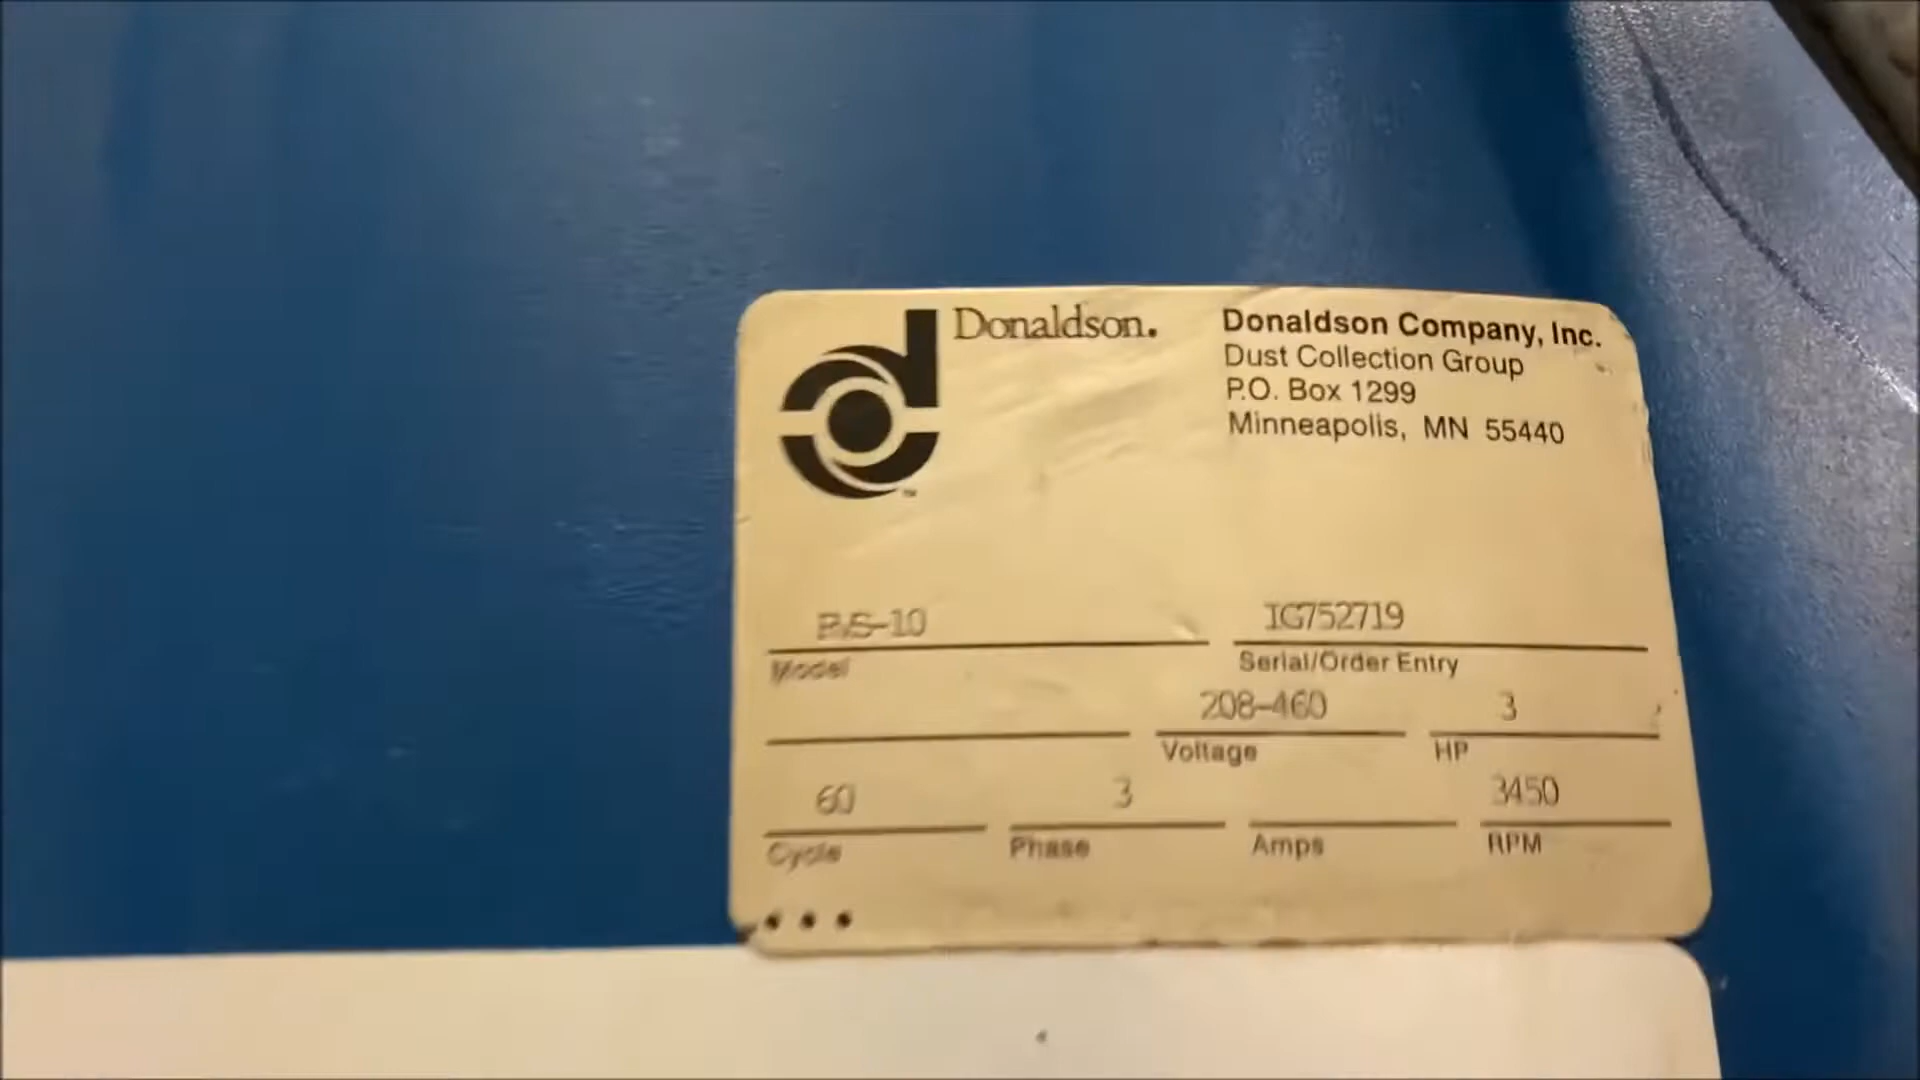 Donaldson.
Donaldson Company, Inc.
Dust Collection Group
P.O. Box 1299
Minneapolis, MN 55440
IG752719
Model
Serial/Order Entry
208-460
3
Voltage
HP
60
3
3450
Cycle
Phase
Amps
RPM